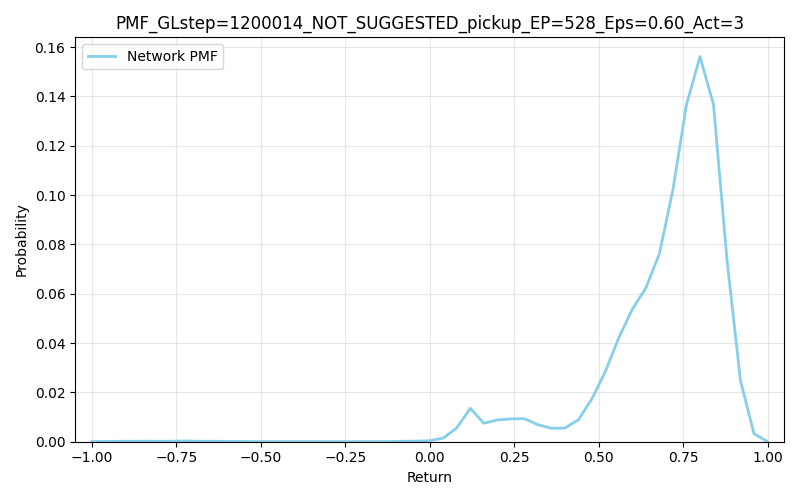 PMF_GLstep=1200014_NOT_SUGGESTED_pickup_EP=528_Eps=0.60_Act=3
Network PMF
0.16
0.14
0.12
0.10
0.08
0.06
0.04
0.02
0.00
Probability
−1.00 −0.75 −0.50 −0.25 0.00 0.25 0.50 0.75 1.00
Return